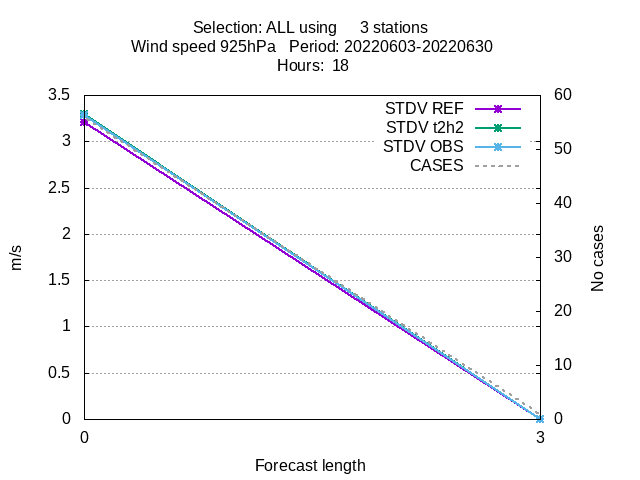 Selection: ALL using 3 stations
Wind speed 925hPa Period: 20220603-20220630
Hours: 18
3.5
3
2.5
2
1.5
1
0.5
0
60
50
40
30
20
10
0
m/s
No cases
STDV REF
STDV t2h2
STDV OBS
CASES
0
3
Forecast length